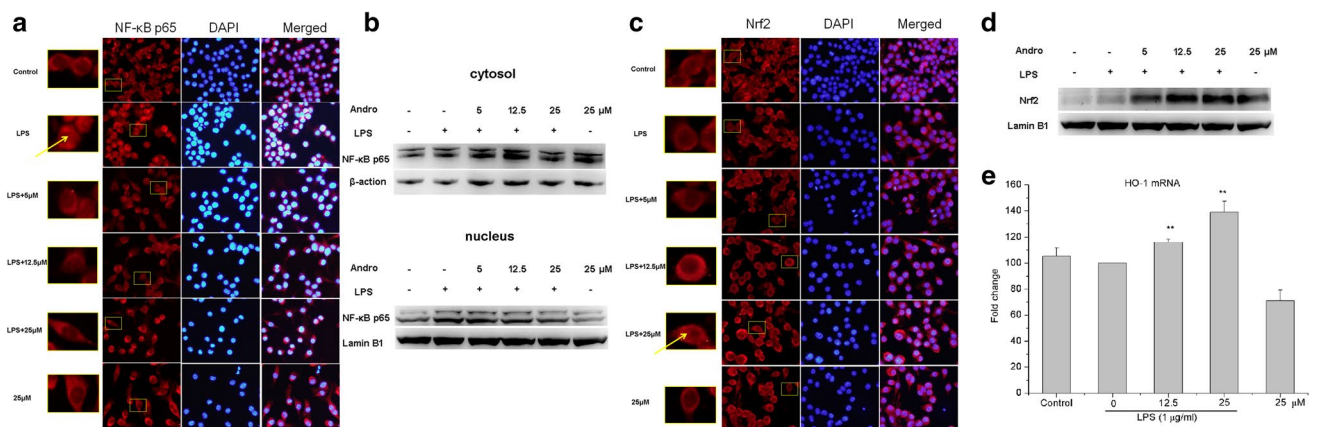 a
NF-κB p65 DAPI Merged
Control
LPS
LPS+5μM
LPS+12.5μM
LPS+25μM
25μM
b
cytosol
Andro - - 5 12.5 25 25 μM
LPS - + + + + -
NF-κB p65
β-action
nucleus
Andro - - 5 12.5 25 25 μM
LPS - + + + + -
NF-κB p65
Lamin B1
c
Nrf2 DAPI Merged
Control
LPS
LPS+5μM
LPS+12.5μM
LPS+25μM
25μM
d
Andro - - 5 12.5 25 25 μM
LPS - + + + + -
Nrf2
Lamin B1
e
HO-1 mRNA
160
140
120
100
80
60
40
20
0
Fold change
**
**
Control 0 12.5 25 25 μM
LPS (1 μg/ml)